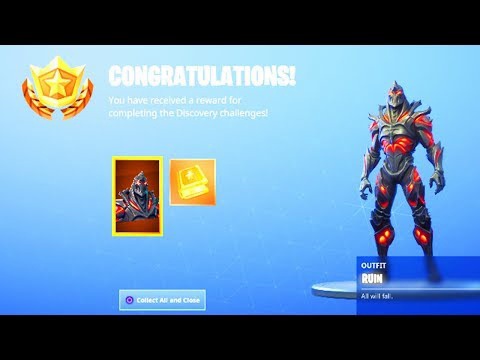 CONGRATULATIONS!
You have received a reward for
completing the Discovery challenges!
OUTFIT
RUIN
All will fall.
Collect All and Close